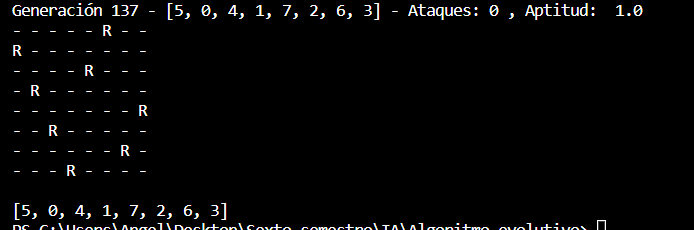 Generación 137 - [5, 0, 4, 1, 7, 2, 6, 3] - Ataques: 0 , Aptitud:  1.0
- - - - - R - -
R - - - - - - -
- - - - R - - -
- R - - - - - -
- - - - - - - R
- - R - - - - -
- - - - - - R -
- - - R - - - -
[5, 0, 4, 1, 7, 2, 6, 3]
PS C:\Users\Angel\Desktop\Sexto semestre\IA\Algoritmo evolutivo>